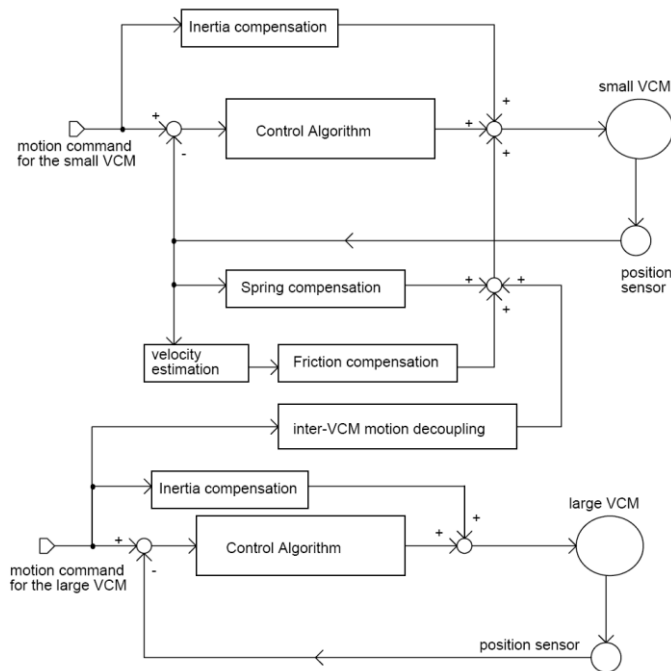 Inertia compensation
small VCM
+
+
+
Control Algorithm
motion command
for the small VCM
-
+
position
sensor
+
Spring compensation
+
+
velocity
estimation
Friction compensation
inter-VCM motion decoupling
Inertia compensation
large VCM
+
+
+
Control Algorithm
motion command
for the large VCM
-
position sensor